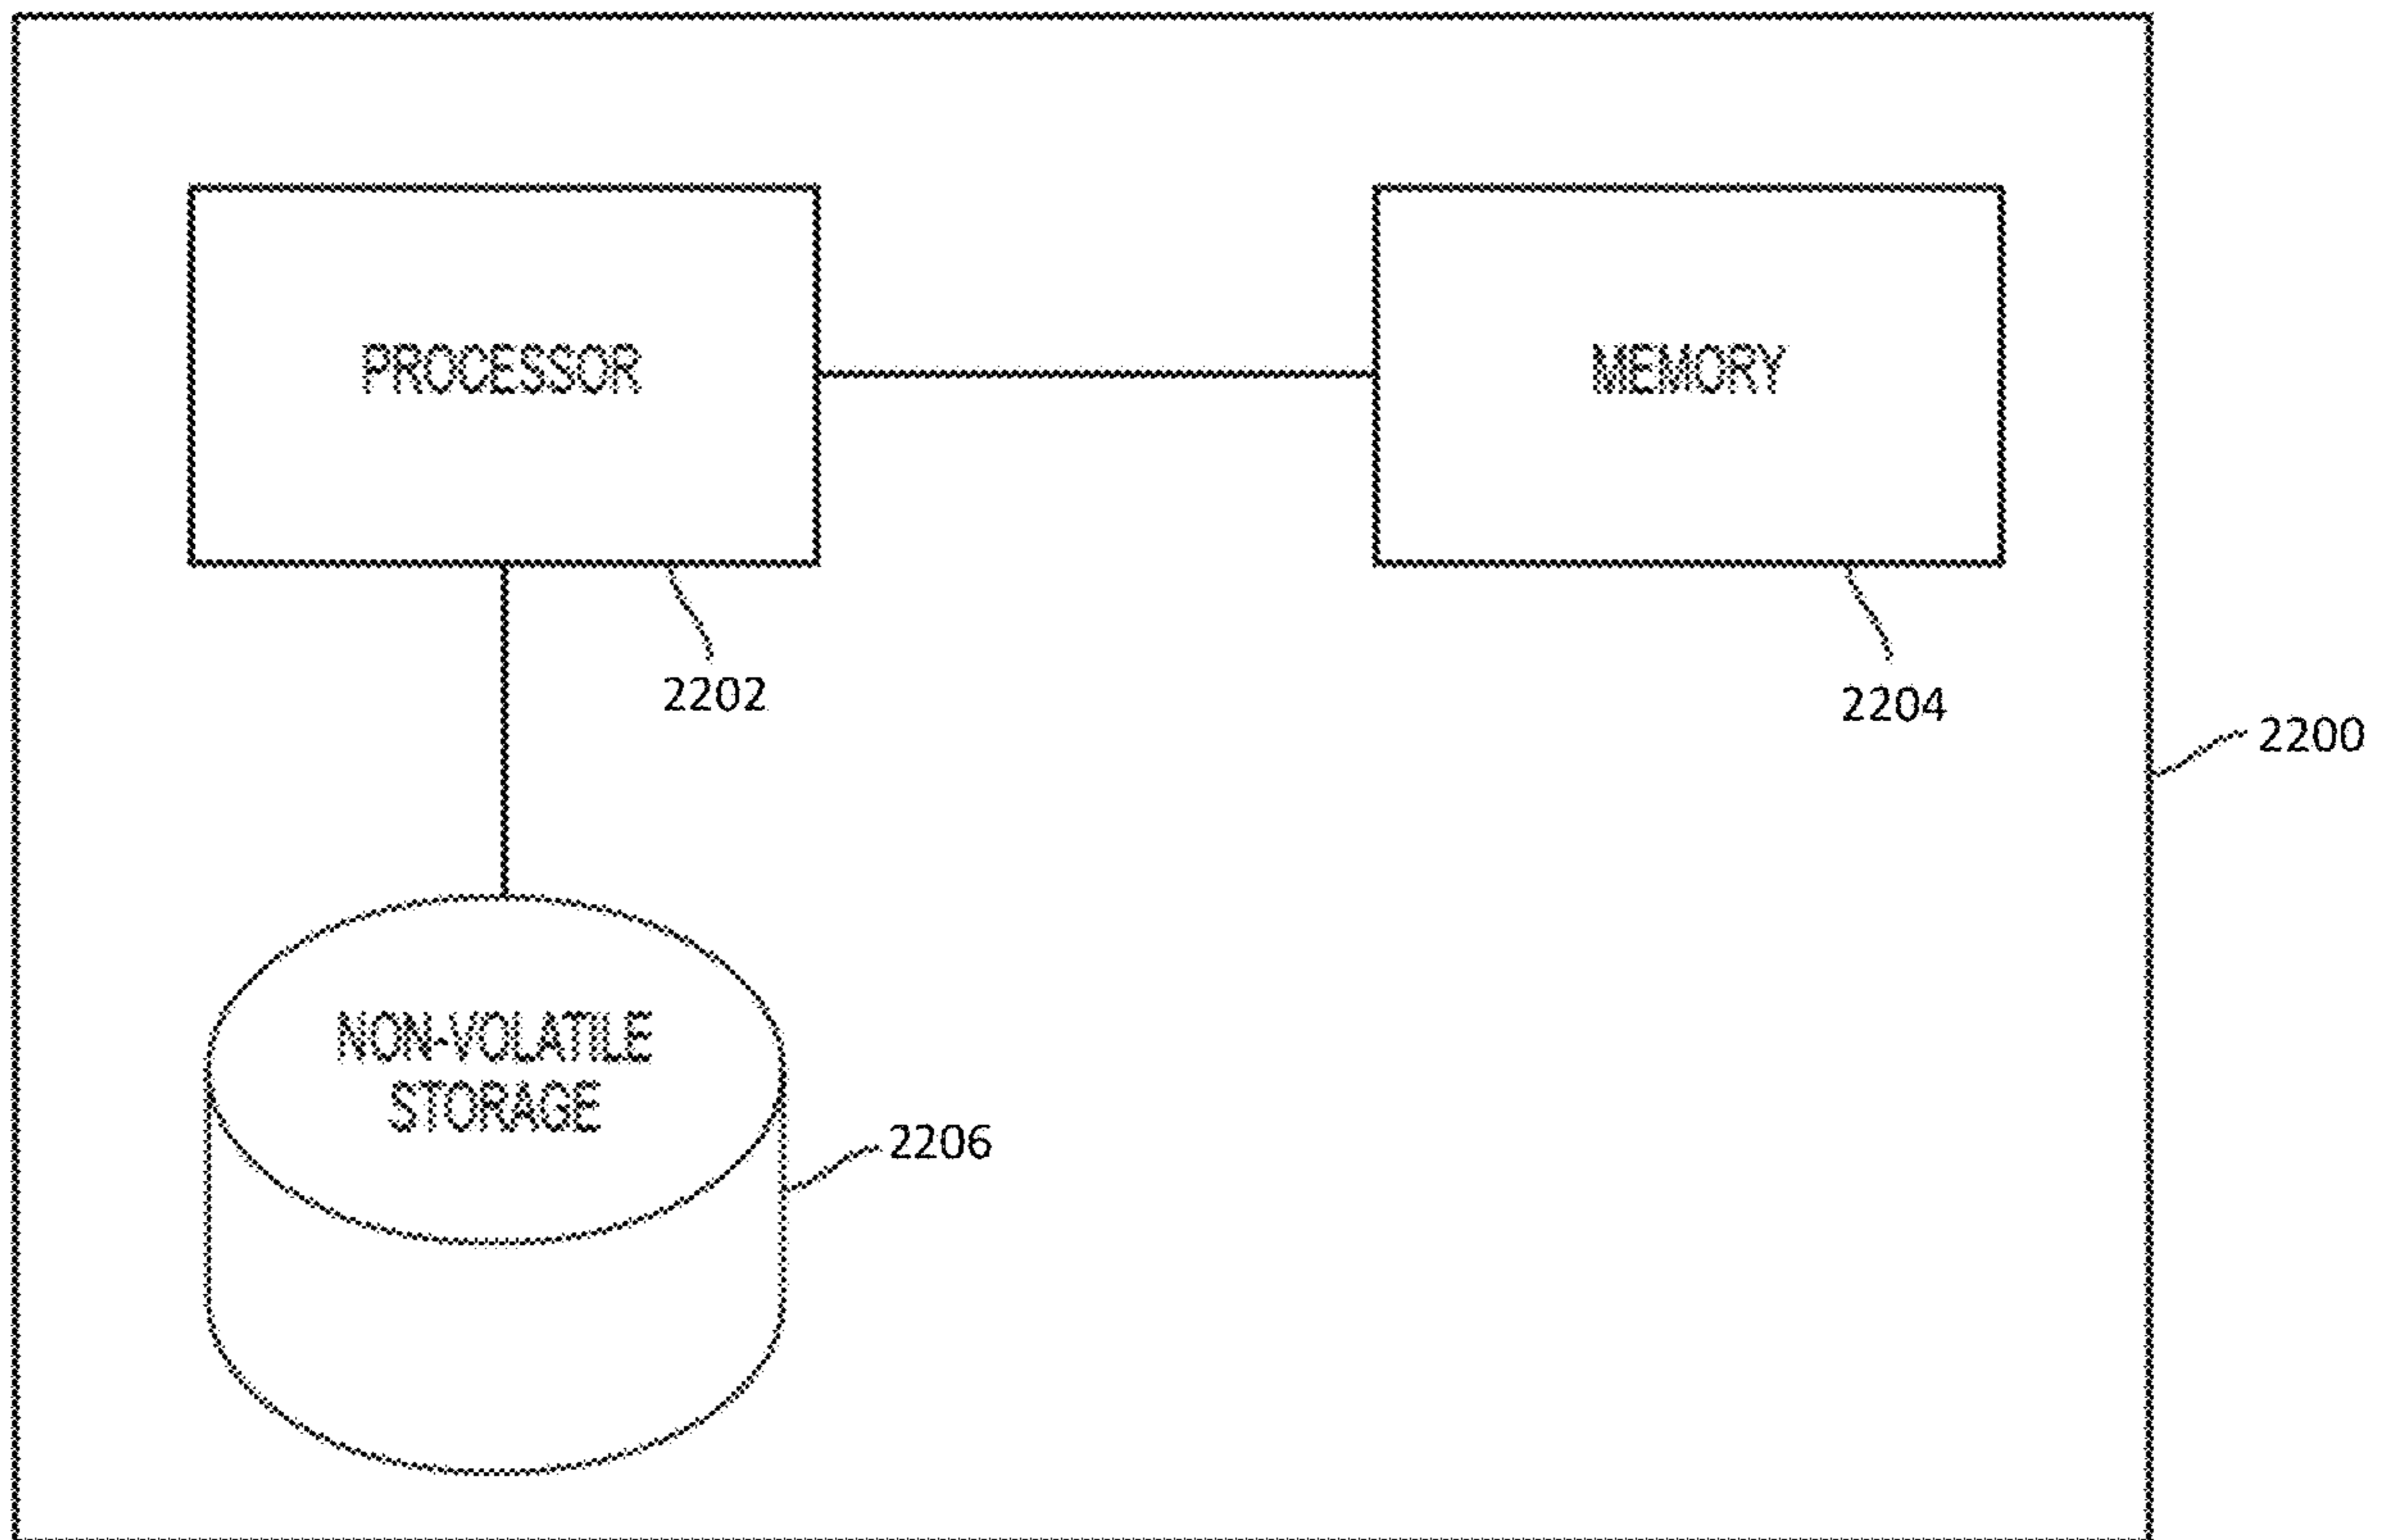 PROCESSOR
MEMORY
2202
2204
2200
NON-VOLATILE
STORAGE
2206